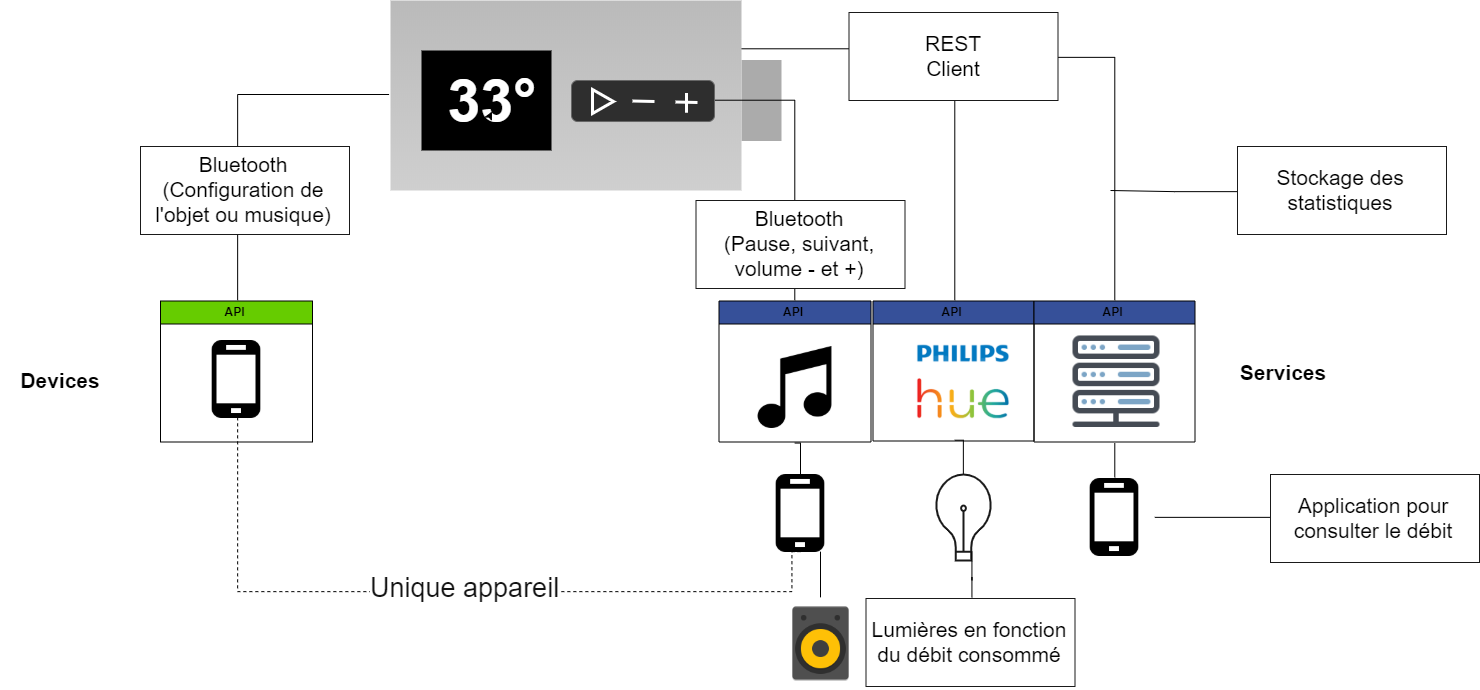 33°
REST
Client
Bluetooth
(Configuration de
l'objet ou musique)
Stockage des
statistiques
Bluetooth
(Pause, suivant,
volume - et +)
API
API
API
API
PHILIPS
hue
Devices
Services
Application pour
consulter le débit
Unique appareil
Lumières en fonction
du débit consommé